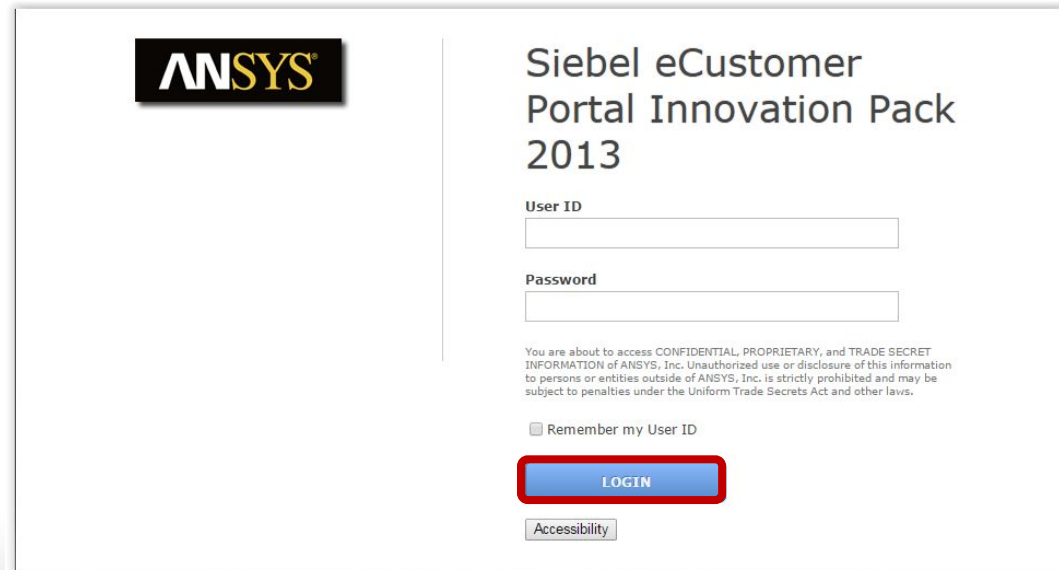 ANSYS®
Siebel eCustomer
Portal Innovation Pack
2013
User ID
Password
You are about to access CONFIDENTIAL, PROPRIETARY, and TRADE SECRET
INFORMATION of ANSYS, Inc. Unauthorized use or disclosure of this information
to persons or entities outside of ANSYS, Inc. is strictly prohibited and may be
subject to penalties under the Uniform Trade Secrets Act and other laws.
Remember my User ID
LOGIN
Accessibility